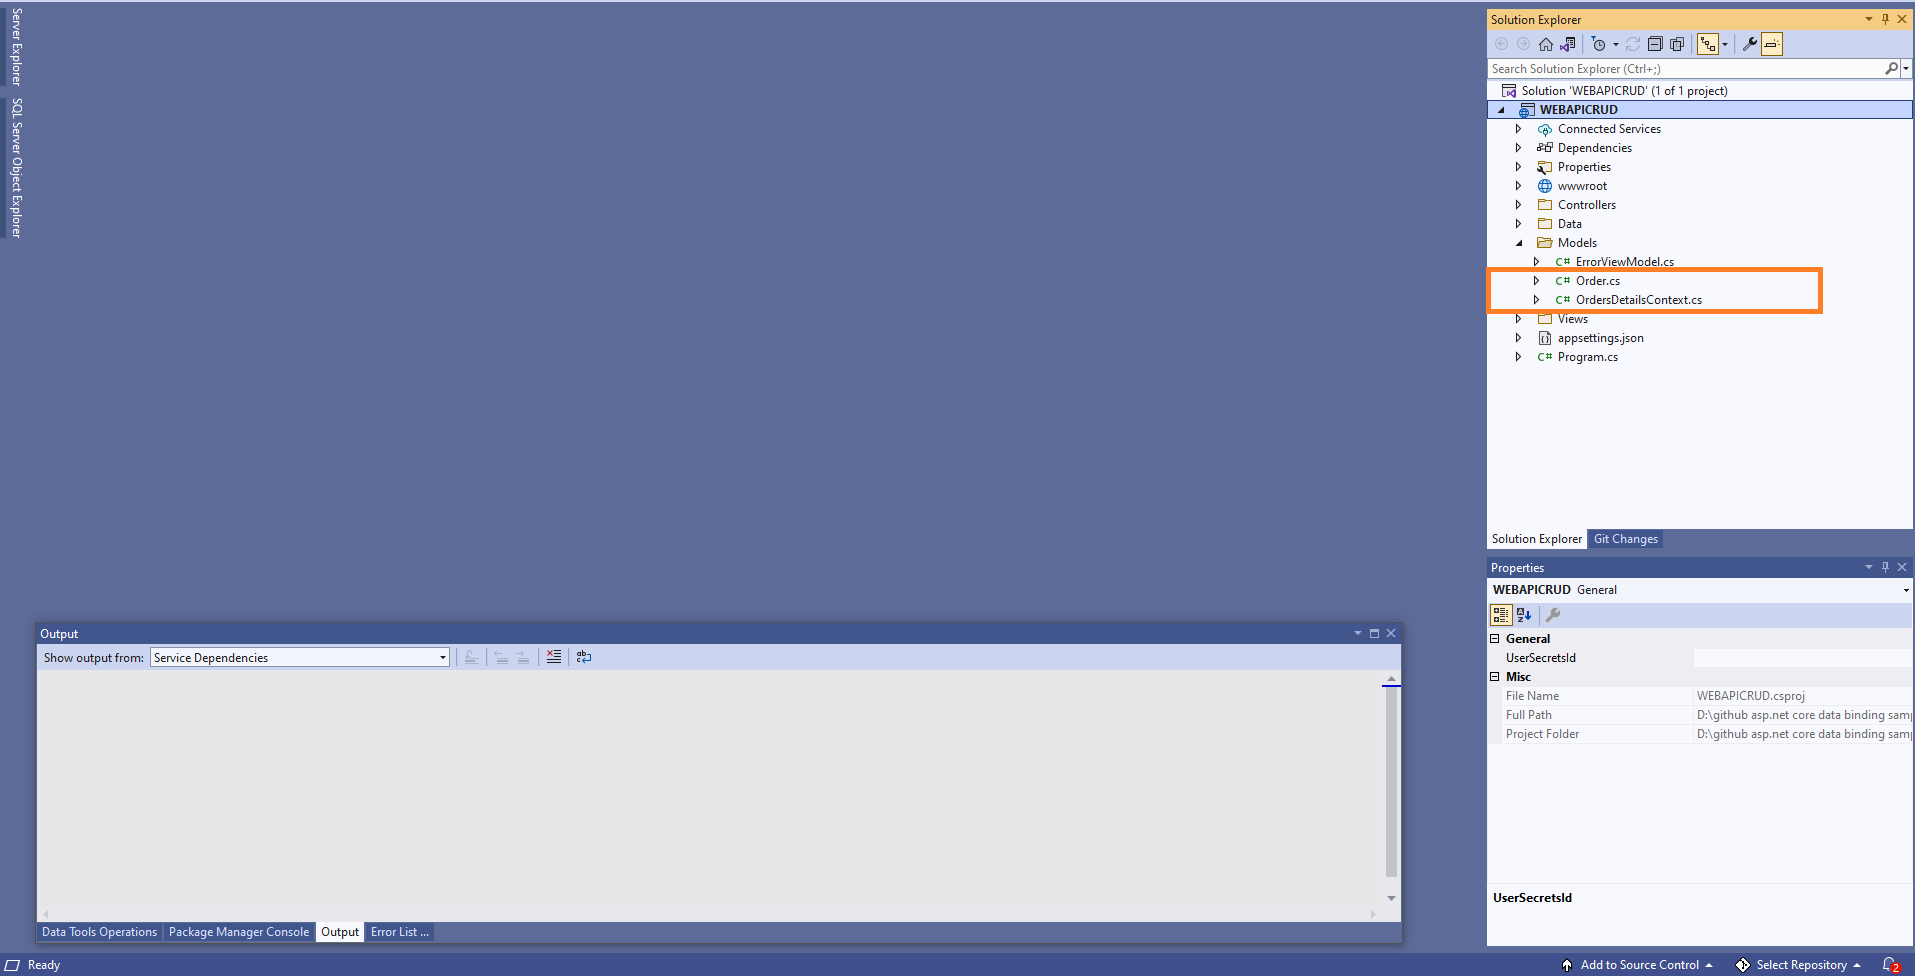 Server Explorer
SQL Server Object Explorer
Solution Explorer
Search Solution Explorer (Ctrl+;)
Solution 'WEBAPICRUD' (1 of 1 project)
WEBAPICRUD
Connected Services
Dependencies
Properties
wwwroot
Controllers
Data
Models
C# ErrorViewModel.cs
C# Order.cs
C# OrdersDetailsContext.cs
Views
appsettings.json
C# Program.cs
Solution Explorer Git Changes
Properties
WEBAPICRUD General
General
UserSecretsId
Misc
File Name WEBAPICRUD.csproj
Full Path D:\github asp.net core data binding
Project Folder D:\github asp.net core data binding
UserSecretsId
Output
Show output from: Service Dependencies
Data Tools Operations Package Manager Console Output Error List ...
Ready Add to Source Control Select Repository 2